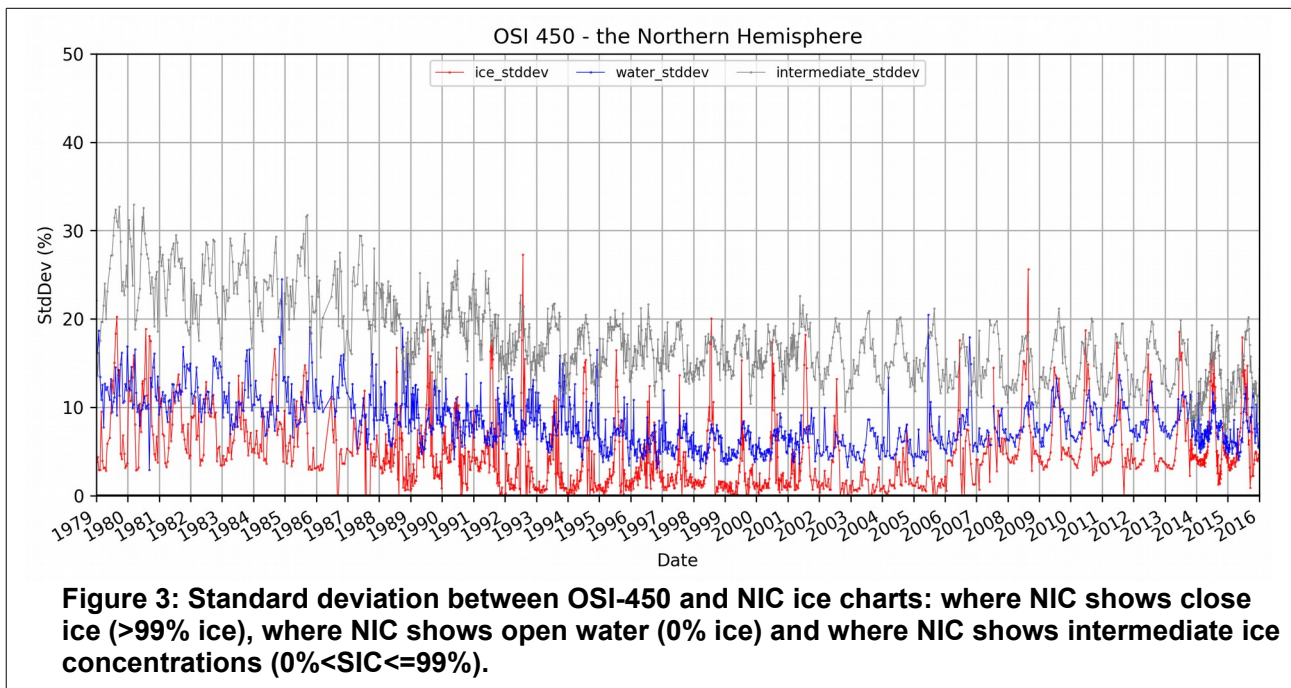 OSI 450 - the Northern Hemisphere
ice_stddev water_stddev intermediate_stddev
50
40
30
20
10
0
StdDev (%)
1979 1980 1981 1982 1983 1984 1985 1986 1987 1988 1989 1990 1991 1992 1993 1994 1995 1996 1997 1998 1999 2000 2001 2002 2003 2004 2005 2006 2007 2008 2009 2010 2011 2012 2013 2014 2015 2016
Date
Figure 3: Standard deviation between OSI-450 and NIC ice charts: where NIC shows close
ice (>99% ice), where NIC shows open water (0% ice) and where NIC shows intermediate ice
concentrations (0%<SIC<=99%).